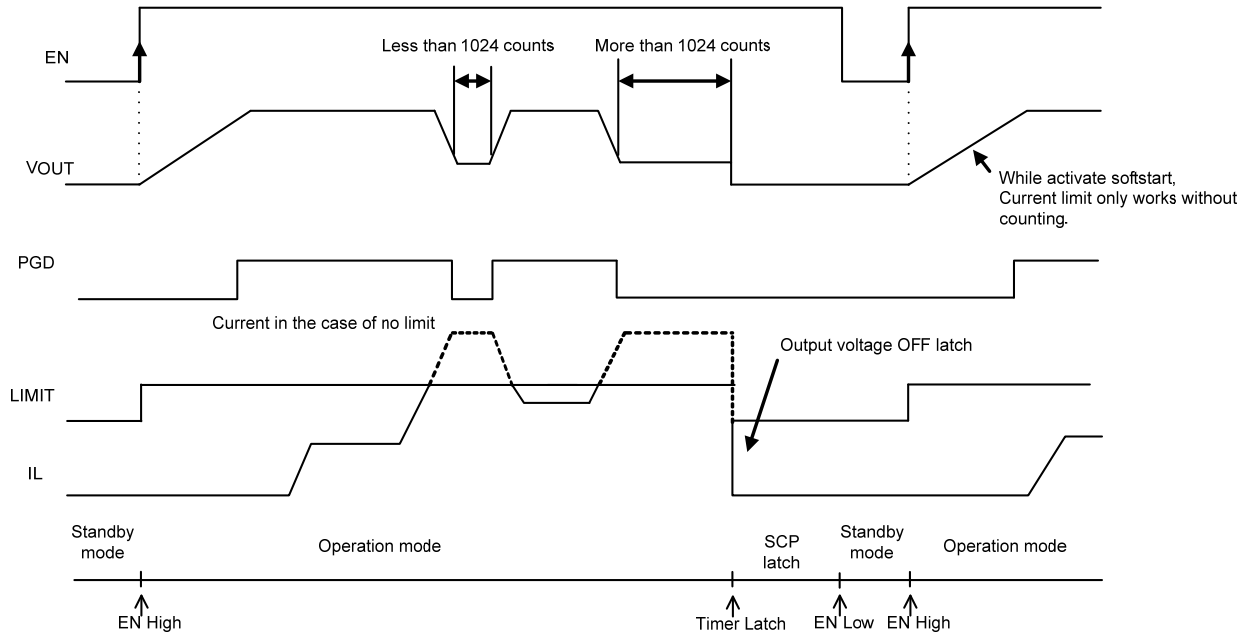 EN
Less than 1024 counts
More than 1024 counts
VOUT
While activate softstart,
Current limit only works without
counting.
PGD
Current in the case of no limit
Output voltage OFF latch
LIMIT
IL
Standby
mode
Operation mode
SCP
latch
Standby
mode
Operation mode
EN High
Timer Latch
EN Low
EN High